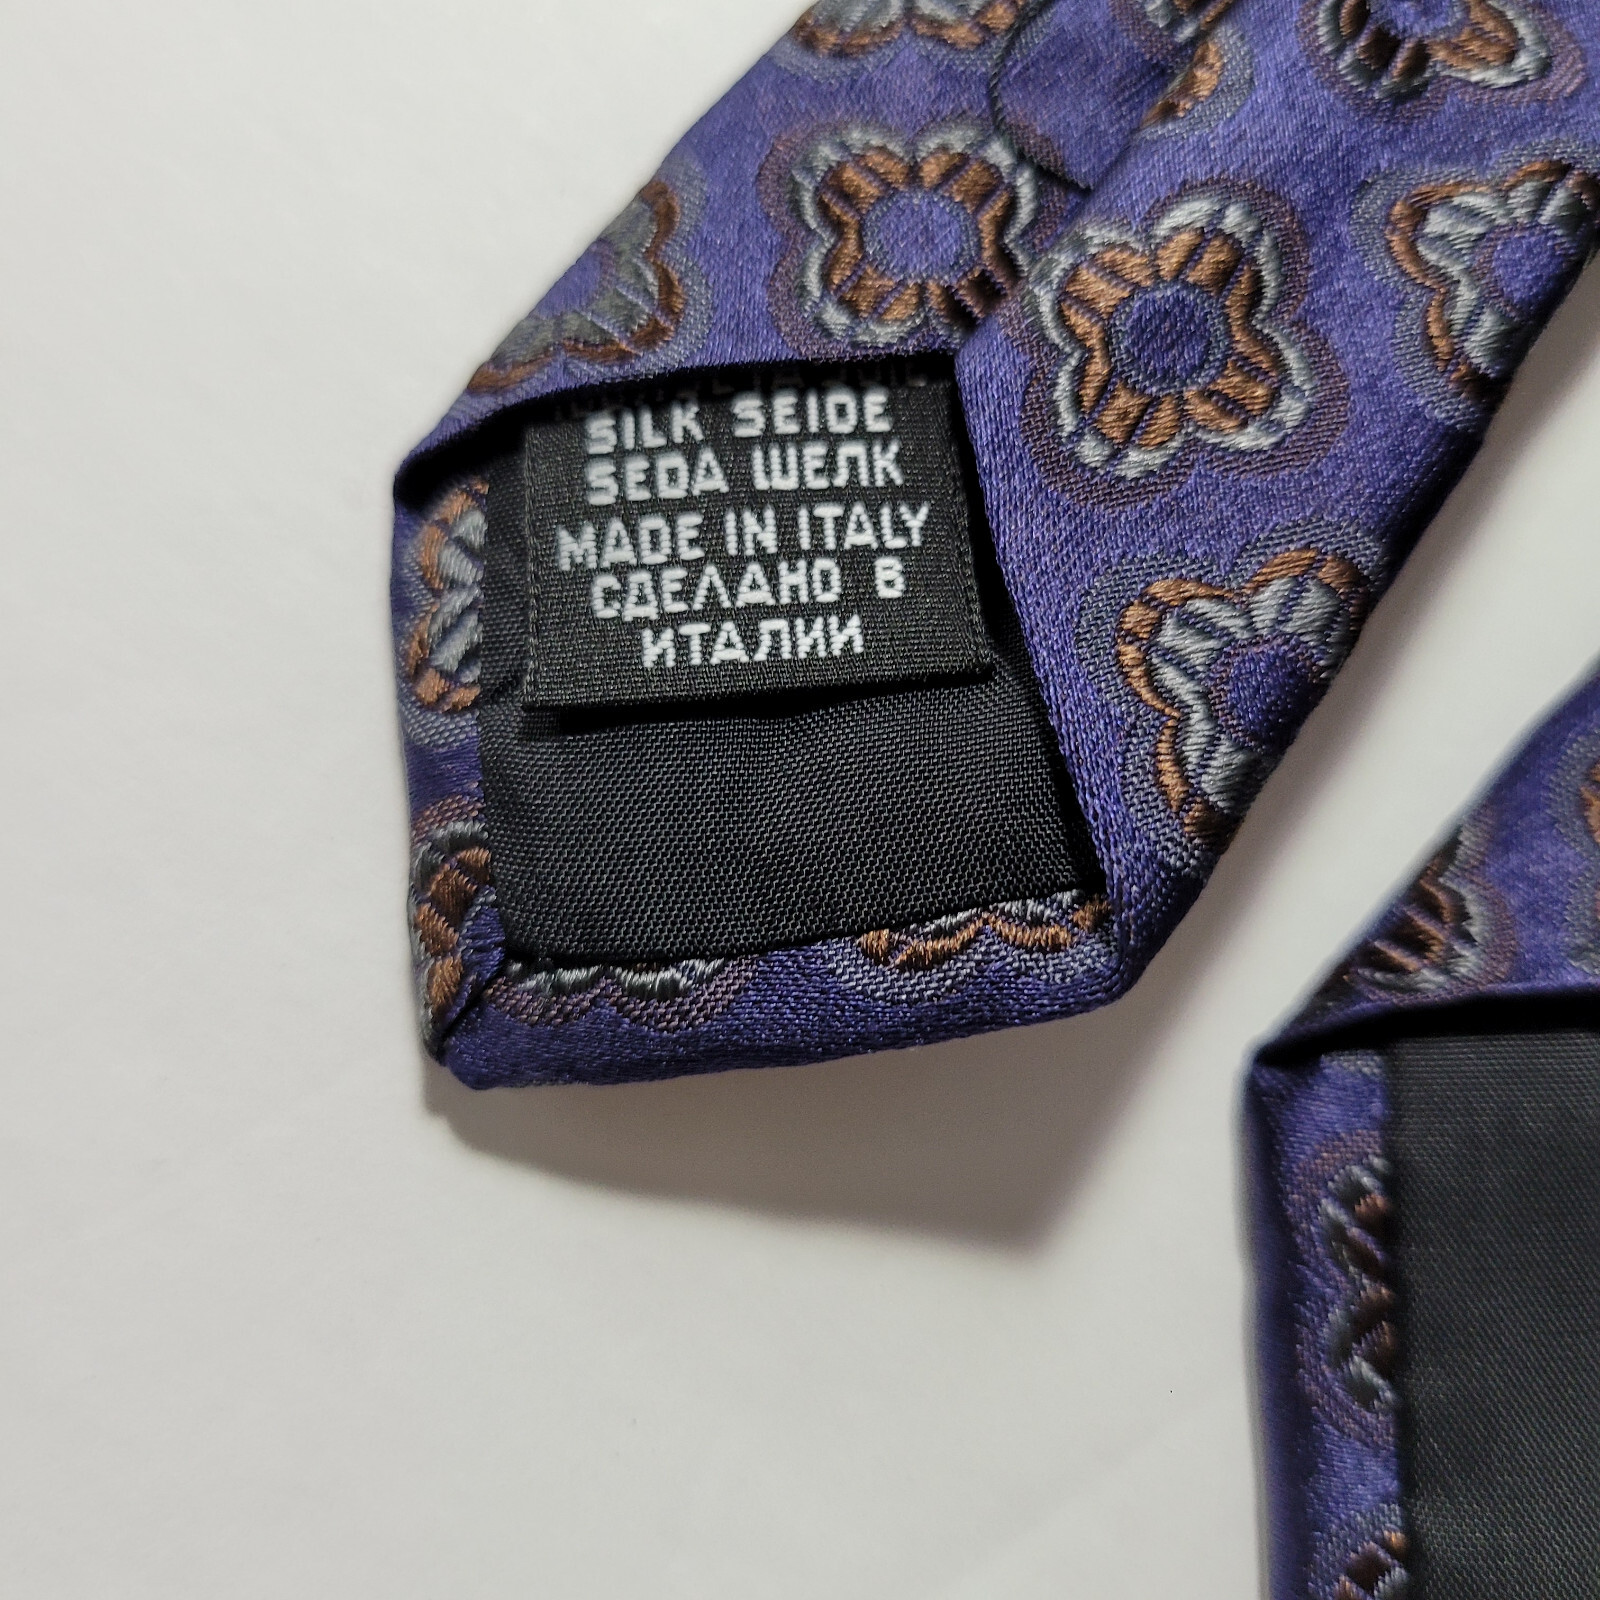 SILK SEIDE
SEDA ШЕЛК
MADE IN ITALY
СДЕЛАНО В
ИТАЛИИ